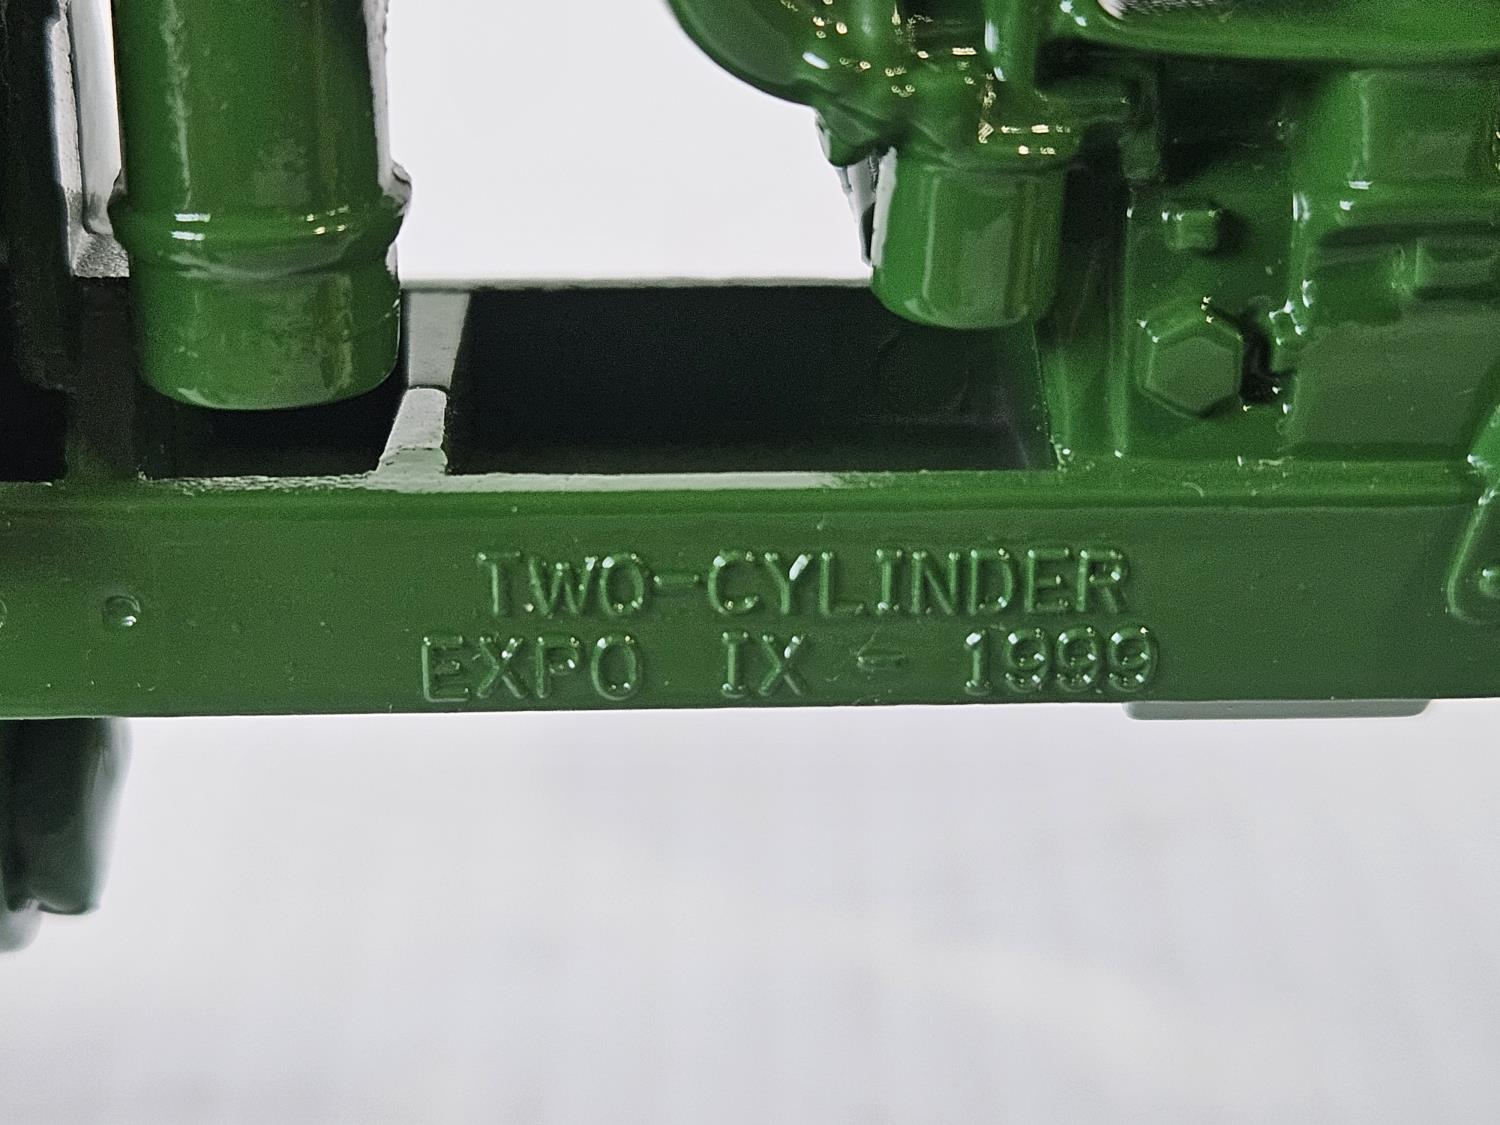 TWO-CYLINDER
EXPO IX - 1999